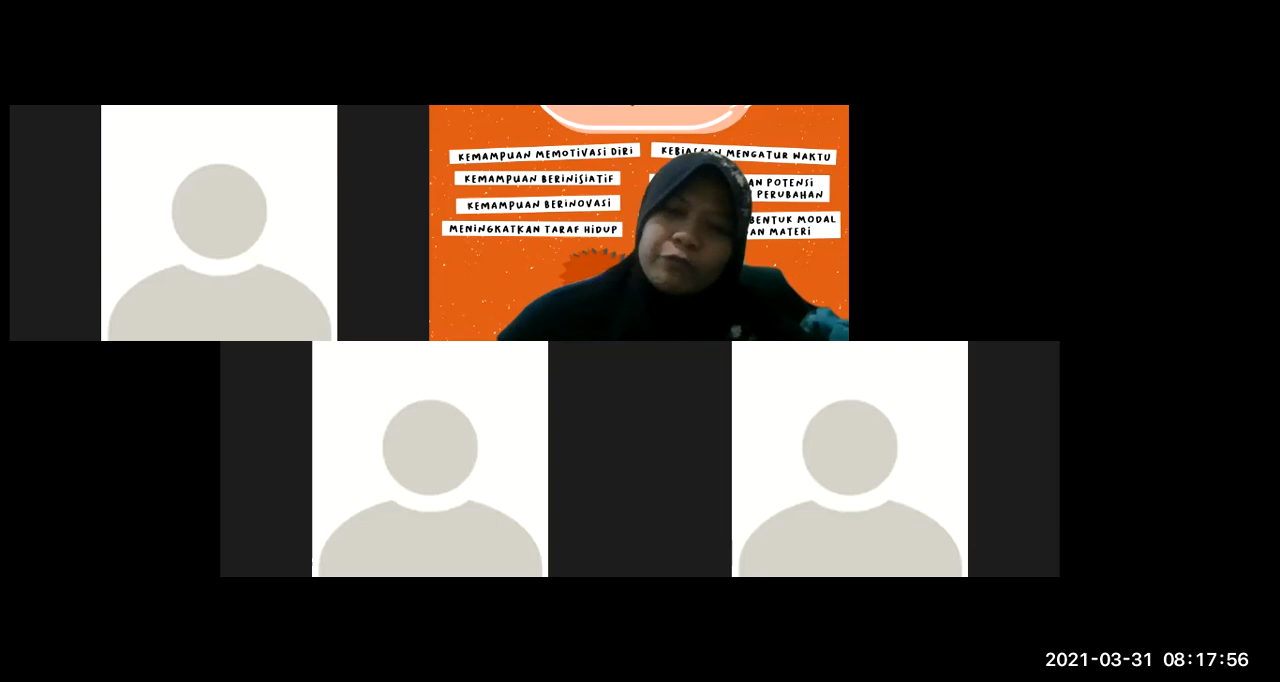 KEMAMPUAN MEMOTIVASI DIRI
KEMAMPUAN BERINISIATIF
KEMAMPUAN BERINOVASI
MENINGKATKAN TARAF HIDUP
MENGATUR WAKTU
POTENSI
PERUBAHAN
BENTUK MODAL
MATERI
2021-03-31 08:17:56